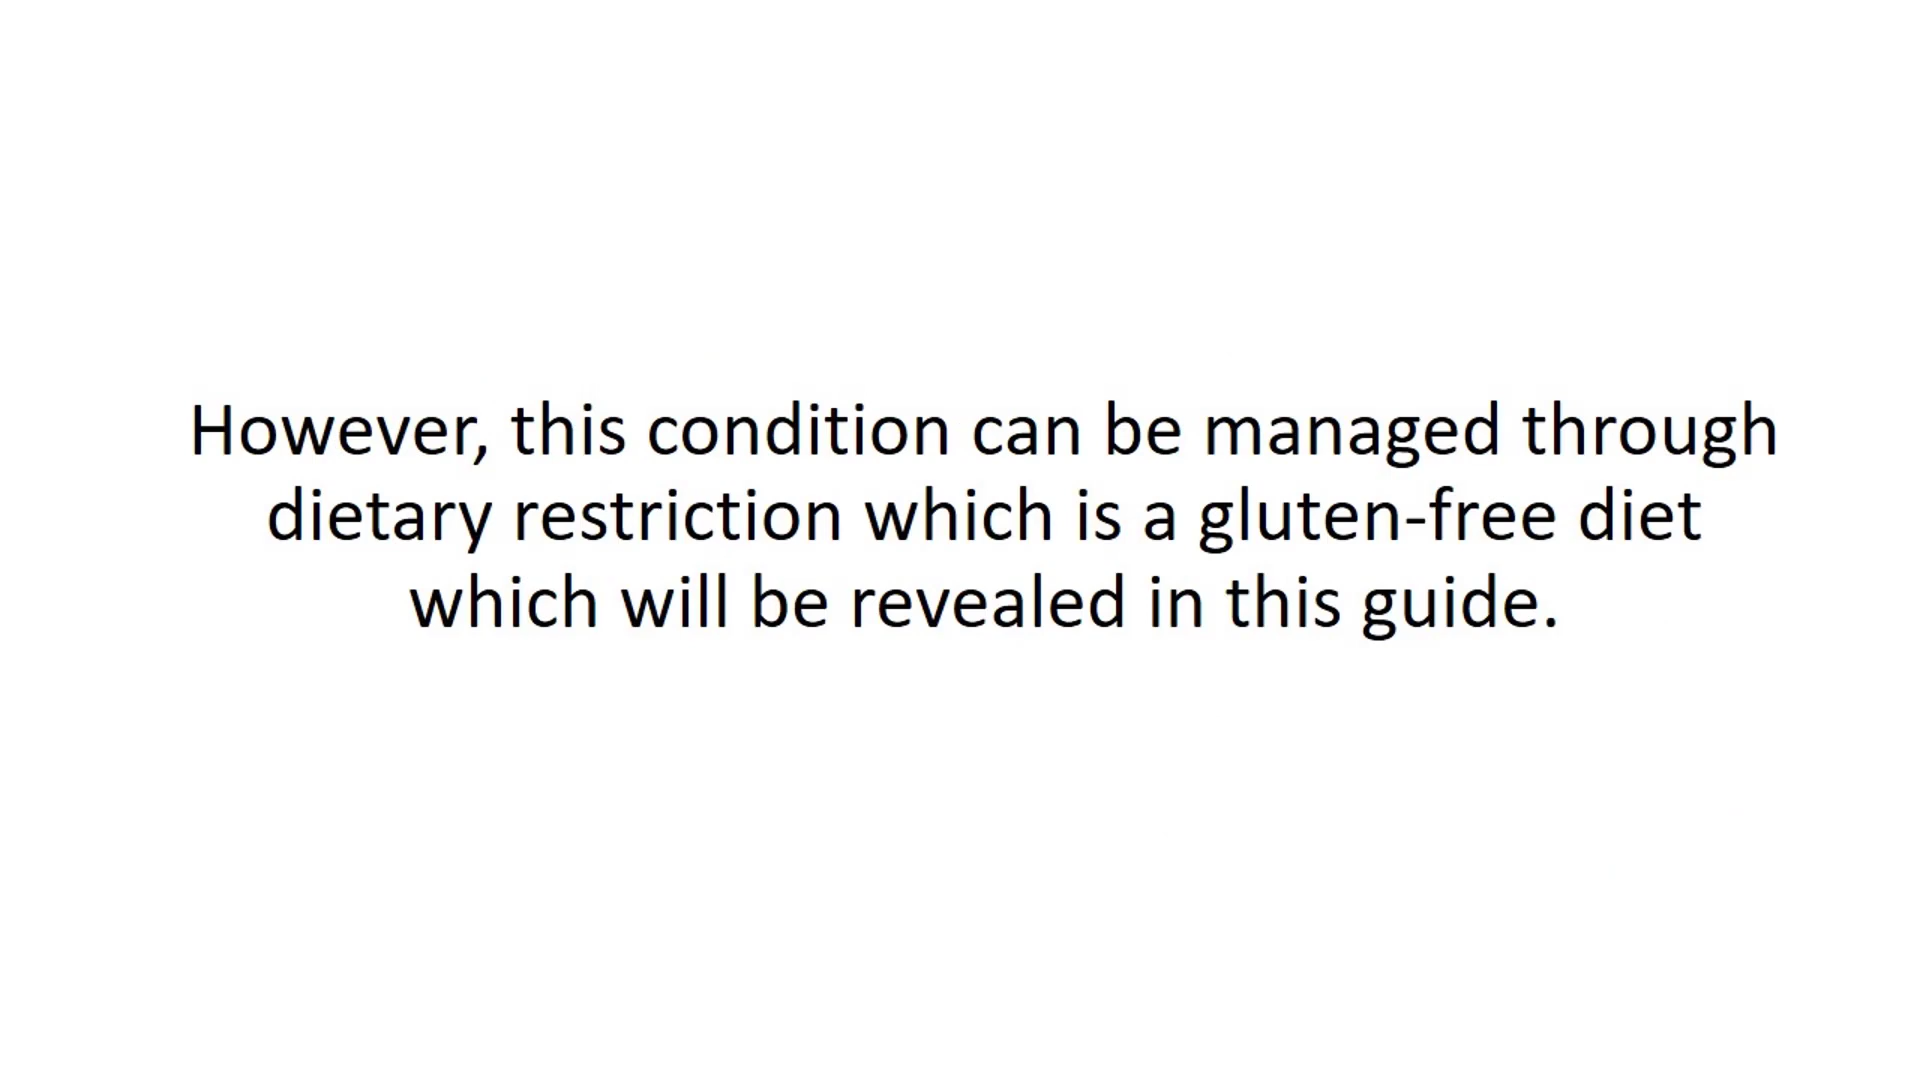 However, this condition can be managed through
dietary restriction which is a gluten-free diet
which will be revealed in this guide.